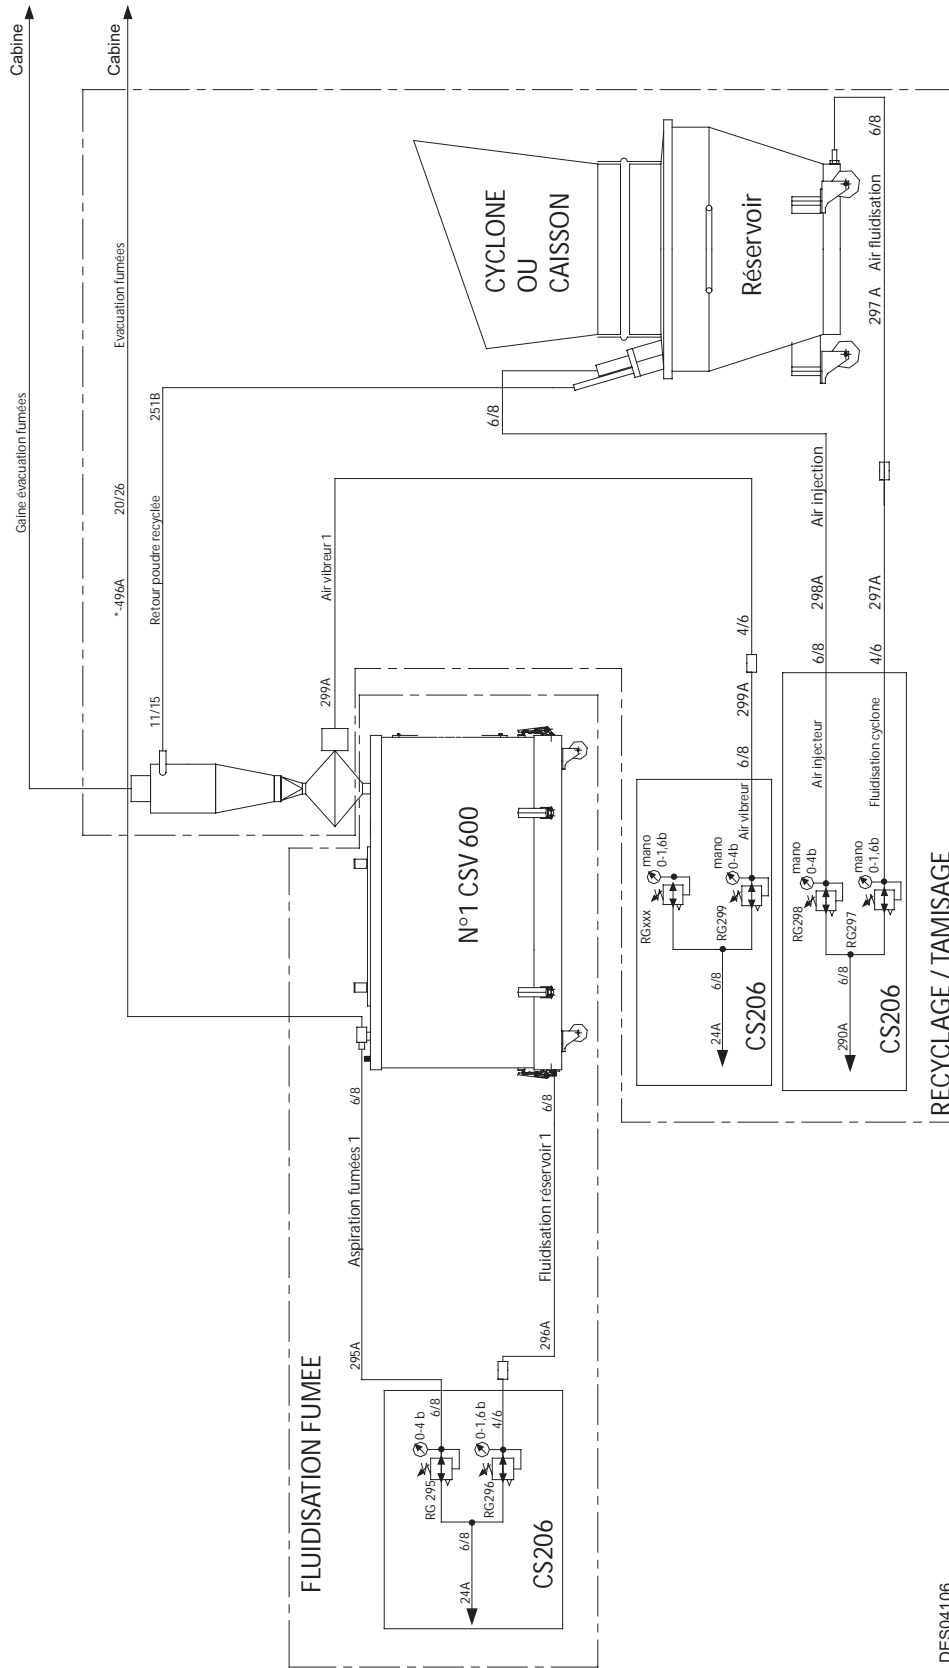 Cabine
Gaine évacuation fumées
Cabine
Evacuation fumées
20/26
*-496A
251B
Retour poudre recyclée
11/15
CYCLONE
OU
CAISSON
Réservoir
6/8
Air fluidisation
297 A
6/8
Air vibreur 1
299A
Air injection
298A
6/8
297A
4/6
4/6
299A
6/8
N°1 CSV 600
Air vibreur
mano
0-1,6b
RGxxx
mano
0-4b
RG299
6/8
24A
CS206
Air injecteur
Fluidisation cyclone
mano
0-4b
RG298
mano
0-1,6b
RG297
6/8
290A
CS206
RECYCLAGE / TAMISAGE
FLUIDISATION FUMEE
6/8
Aspiration fumées 1
295A
6/8
Fluidisation réservoir 1
296A
6/8
0-4 b
RG 295
4/6
0-1,6 b
RG296
6/8
24A
CS206
DES04106